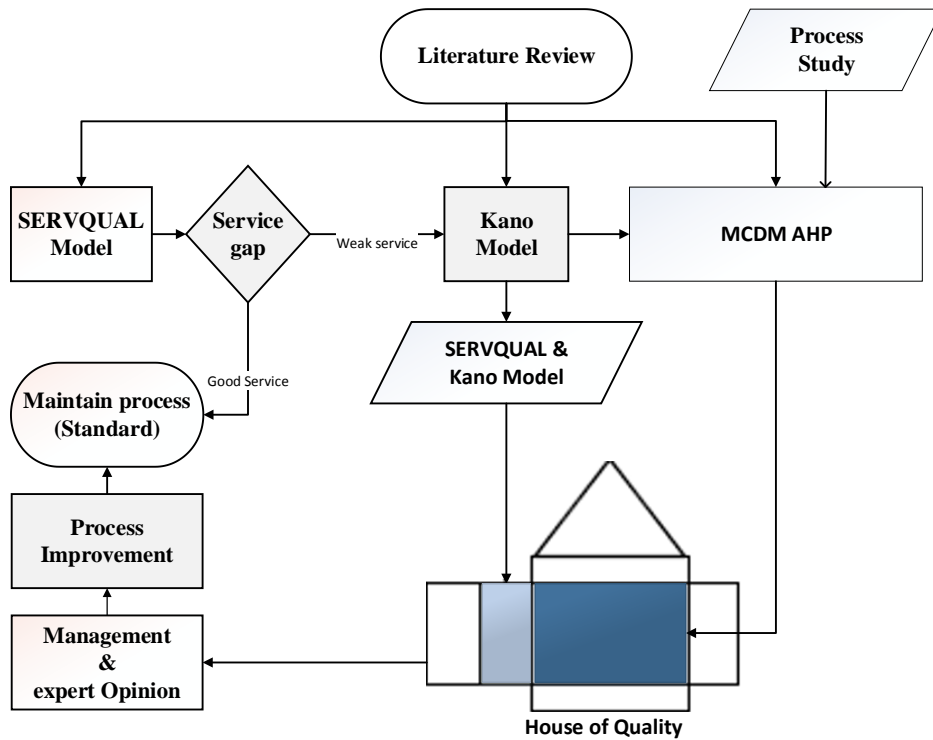 Literature Review
Process
Study
SERVQUAL
Model
Service
gap
Weak service
Kano
Model
MCDM AHP
SERVQUAL &
Kano Model
Good Service
Maintain process
(Standard)
Process
Improvement
Management
&
expert Opinion
House of Quality